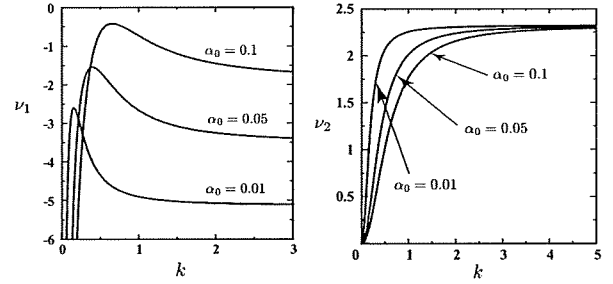 0
-1
-2
-3
-4
-5
-6
ν₁
α₀ = 0.1
α₀ = 0.05
α₀ = 0.01
0 1 2 3
k
2.5
2
1.5
1
0.5
ν₂
α₀ = 0.1
α₀ = 0.05
α₀ = 0.01
0 1 2 3 4 5
k